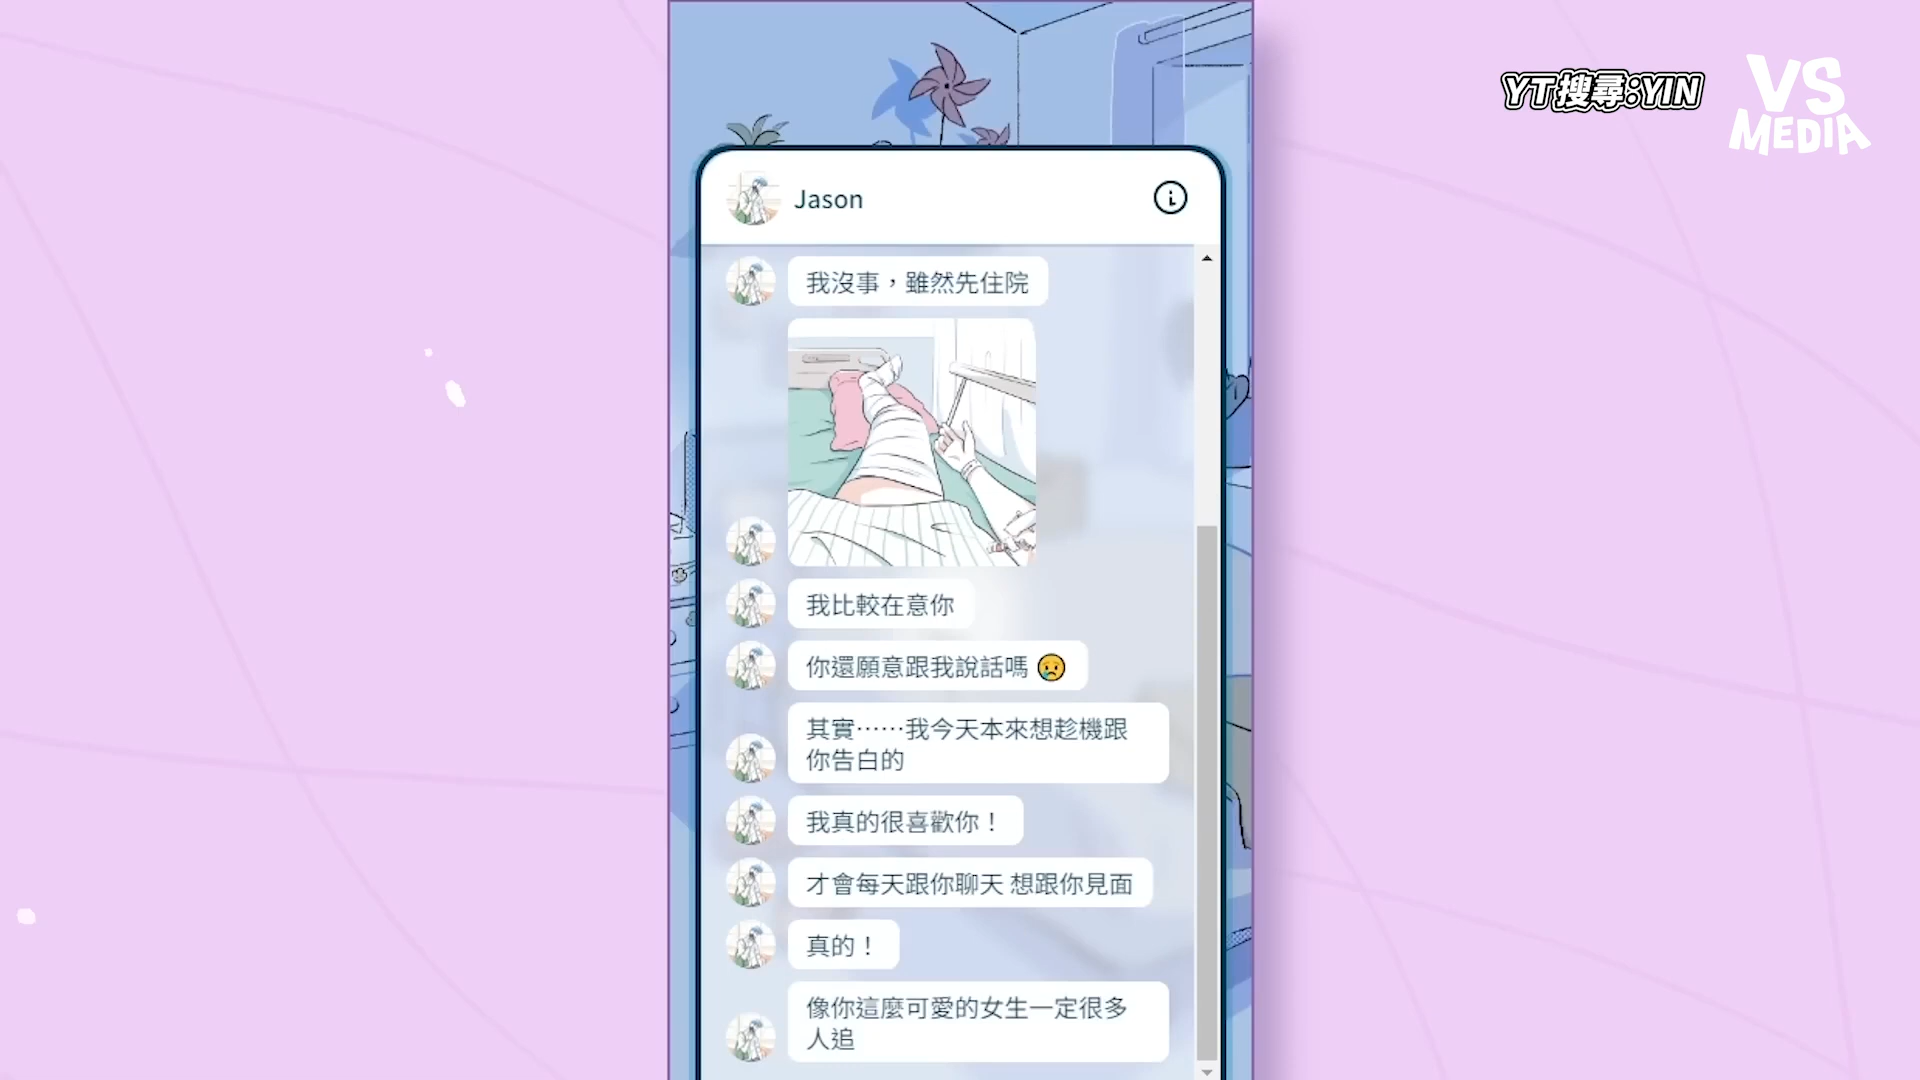 YT搜尋:YIN
VS
MEDIA
Jason
我沒事，雖然先住院
我比較在意你
你還願意跟我說話嗎 😢
其實⋯⋯我今天本來想趁機跟
你告白的
我真的很喜歡你！
才會每天跟你聊天 想跟你見面
真的！
像你這麼可愛的女生一定很多
人追